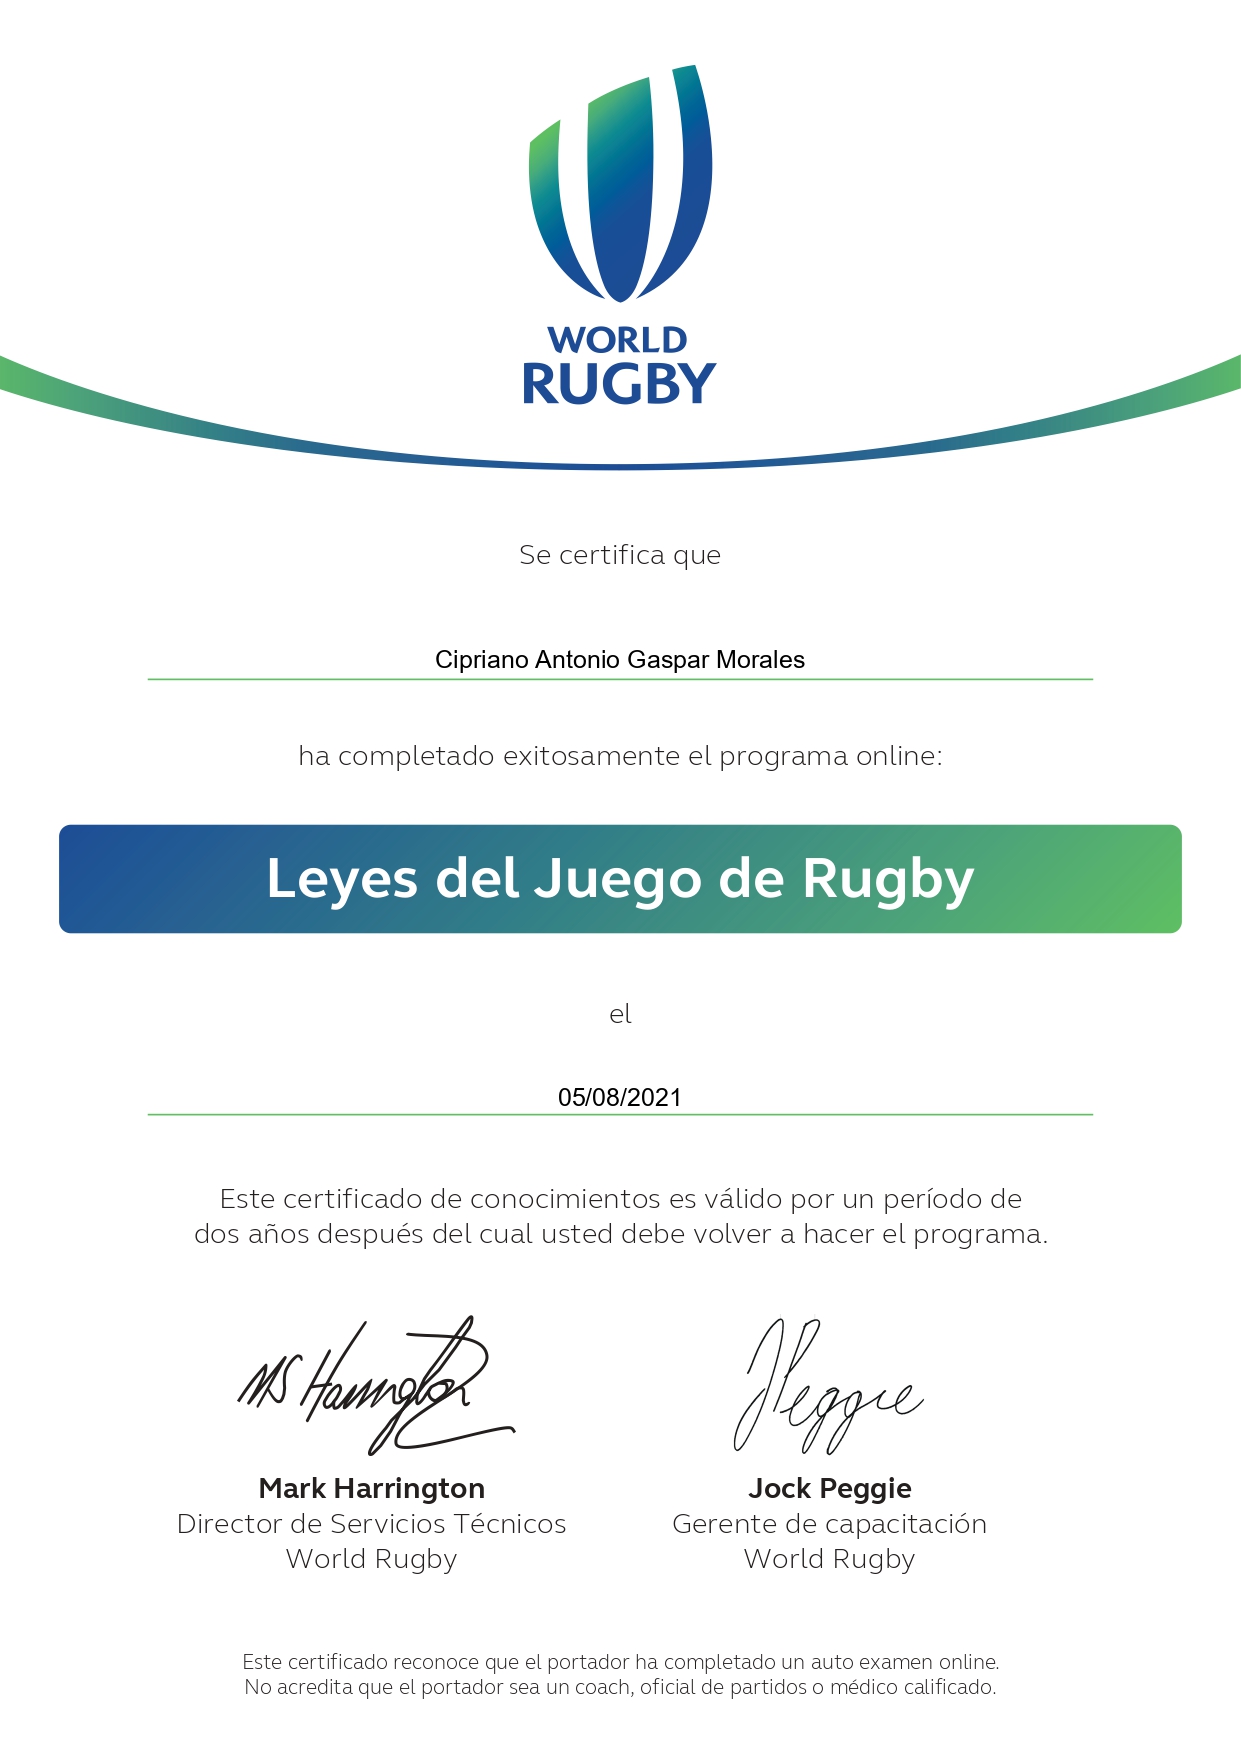 WORLD
RUGBY
Se certifica que
Cipriano Antonio Gaspar Morales
ha completado exitosamente el programa online:
Leyes del Juego de Rugby
el
05/08/2021
Este certificado de conocimientos es válido por un período de
dos años después del cual usted debe volver a hacer el programa.
MS Harrington
JPeggie
Mark Harrington
Jock Peggie
Director de Servicios Técnicos
Gerente de capacitación
World Rugby
World Rugby
Este certificado reconoce que el portador ha completado un auto examen online.
No acredita que el portador sea un coach, oficial de partidos o médico calificado.